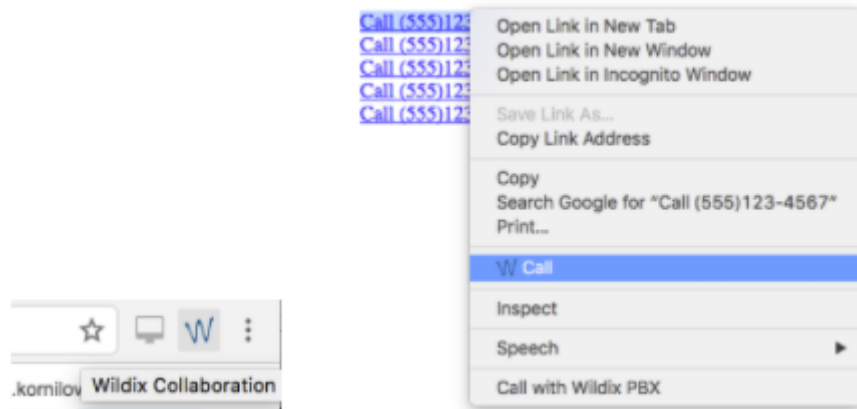 Call (555)123
Call (555)123
Call (555)123
Call (555)123
Call (555)123
Open Link in New Tab
Open Link in New Window
Open Link in Incognito Window
Save Link As...
Copy Link Address
Copy
Search Google for “Call (555)123-4567”
Print...
W Call
Inspect
Speech
Call with Wildix PBX
W
.kornilov
Wildix Collaboration